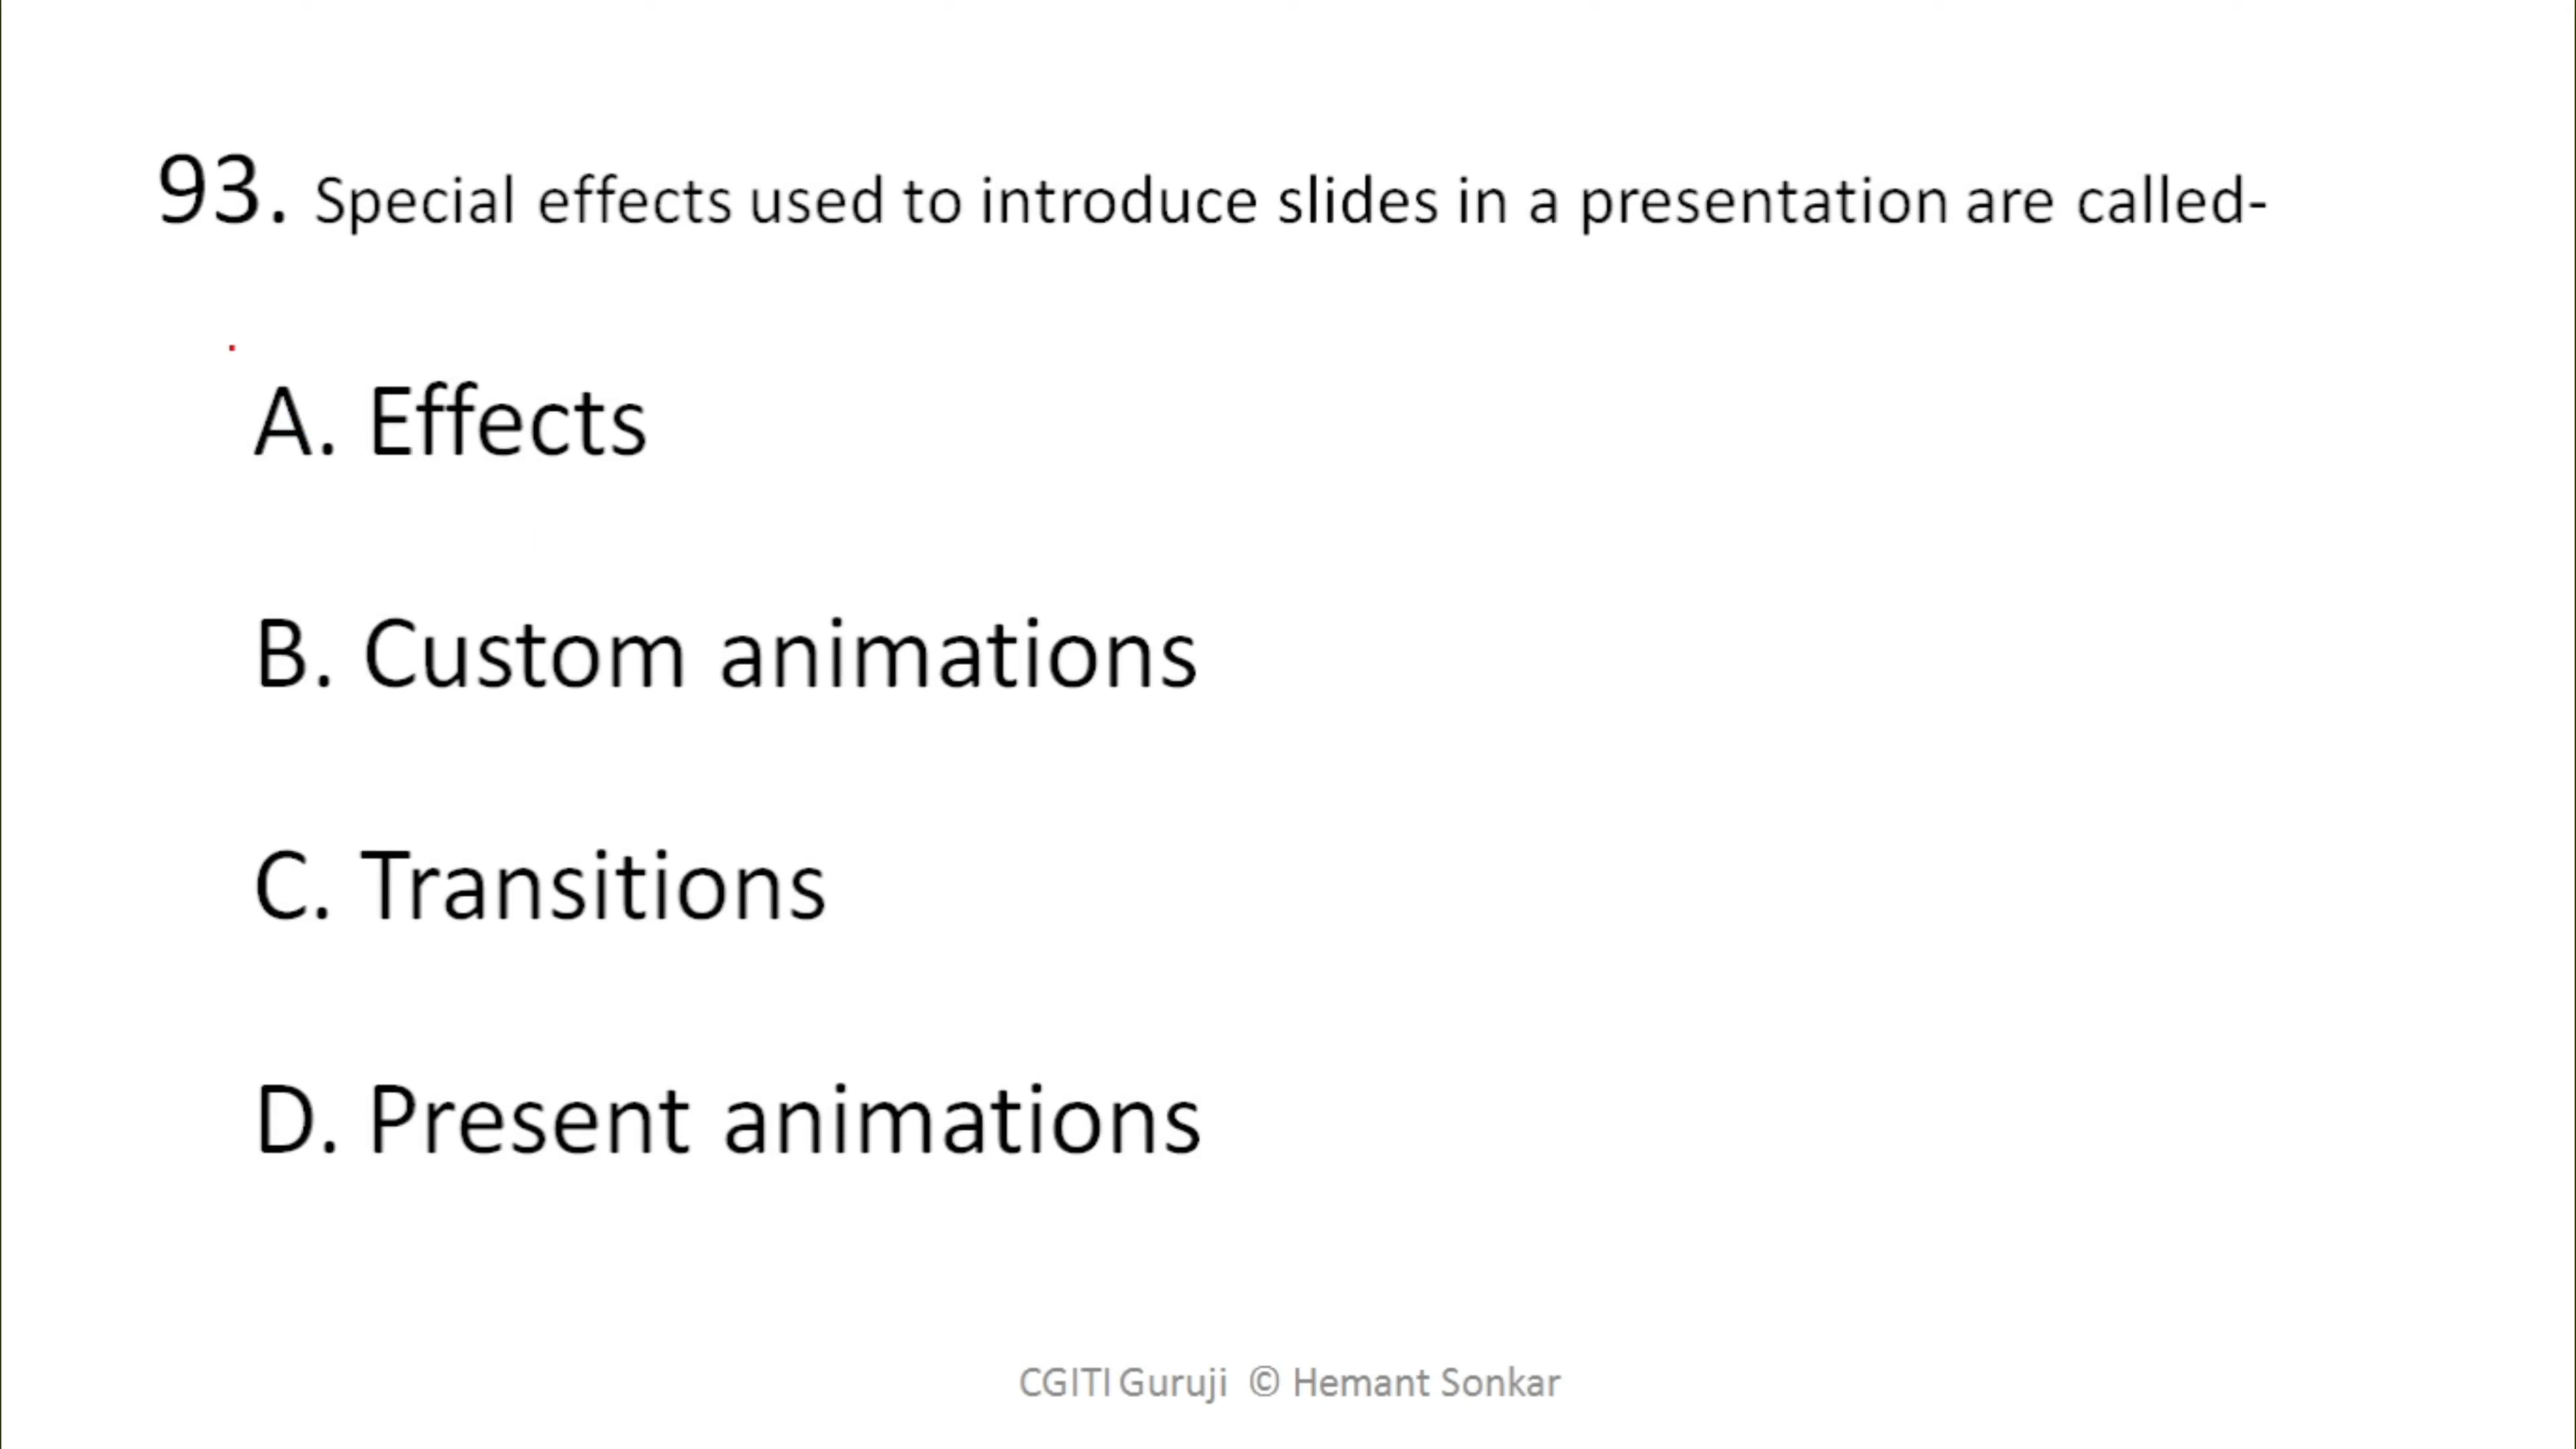 93. Special effects used to introduce slides in a presentation are called-
A. Effects
B. Custom animations
C. Transitions
D. Present animations
CGITI Guruji © Hemant Sonkar